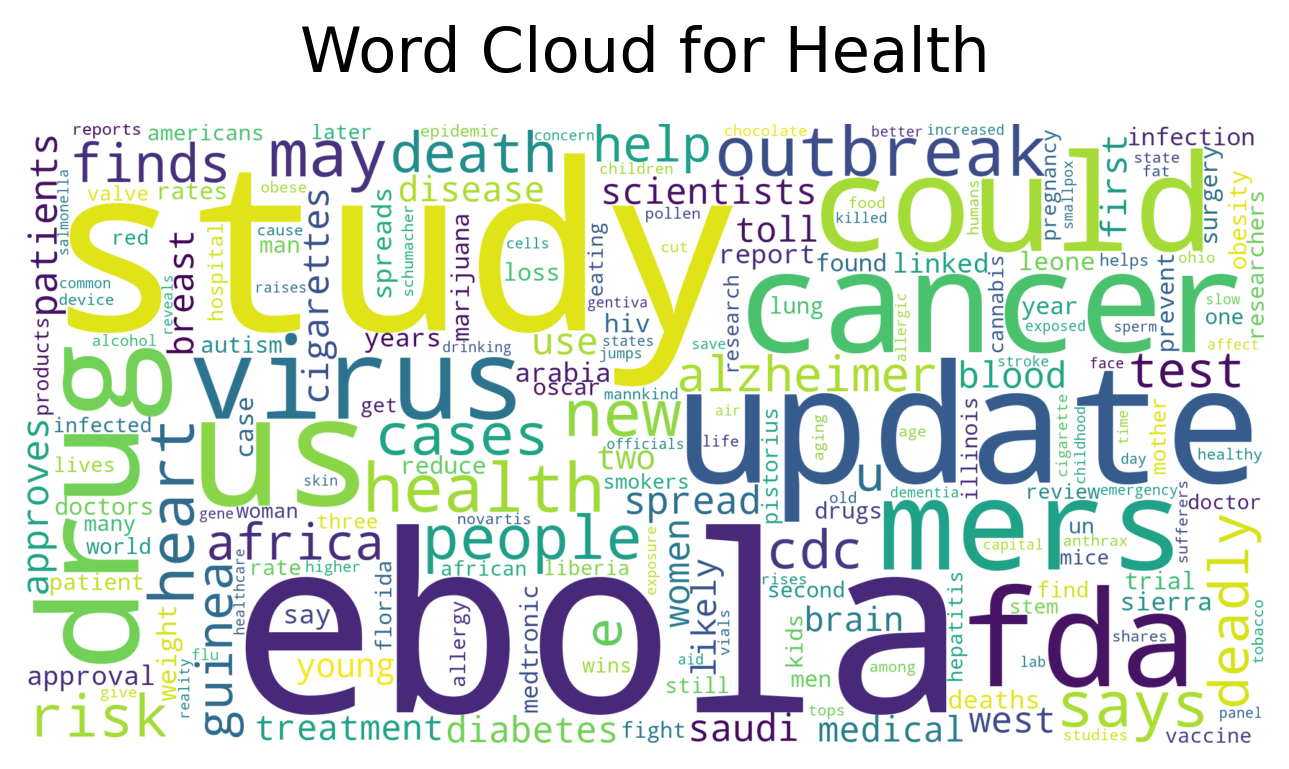 Word Cloud for Health
reports
americans
later
epidemic
concern
help
chocolate
better
increased
infection
patients
finds
may
death
outbreak
children
pregnancy
smallpox
first
state
fat
surgery
salmonella
valve
rates
obese
cigarettes
disease
scientists
could
food
killed
humans
obesity
researchers
study
red
hospital
cause
man
spreads
schumacher
marijuana
cells
eating
pollen
toll
cut
report
found
linked
leone
helps
ohio
breast
common
device
reveals
raises
loss
gentiva
research
cancer
lung
allergic
cannabis
year
exposed
sperm
prevent
slow
one
affect
products
alcohol
autism
years
drinking
use
hiv
states
jumps
save
drug
virus
arabia
oscar
mannkind
alzheimer
stroke
blood
face
test
infected
heart
case
us
get
cases
new
officials
air
life
pistorius
aging
age
update
illinois
cigarette
childhood
time
day
mother
healthy
approves
lives
skin
reduce
health
two
smokers
spread
u
dementia
old
drugs
mers
review
emergency
sufferers
doctor
doctors
many
world
gene
woman
three
novartis
people
africa
women
exposure
cdc
capital
un
anthrax
mice
deadly
patient
guinea
healthcare
rate
higher
african
liberia
rises
second
hepatitis
fda
find
stem
trial
sierra
tobacco
ebola
say
florida
allergy
medtronic
e
likely
vials
brain
kids
shares
approval
weight
flu
young
wins
aid
still
men
among
lab
give
reality
risk
treatment
diabetes
fight
saudi
tops
medical
deaths
west
says
studies
panel
vaccine